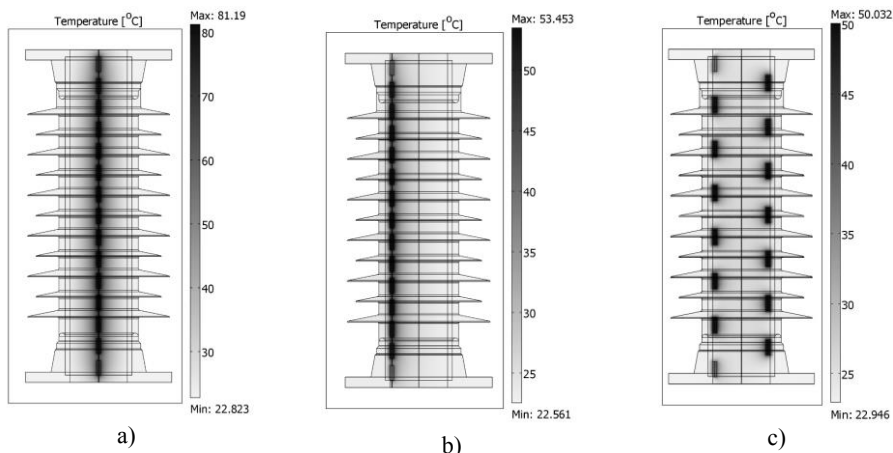 Temperature [°C]
Max: 81.19
80
70
60
50
40
30
Min: 22.823
a)
Temperature [°C]
Max: 53.453
50
45
40
35
30
25
Min: 22.561
b)
Temperature [°C]
Max: 50.032
50
45
40
35
30
25
Min: 22.946
c)